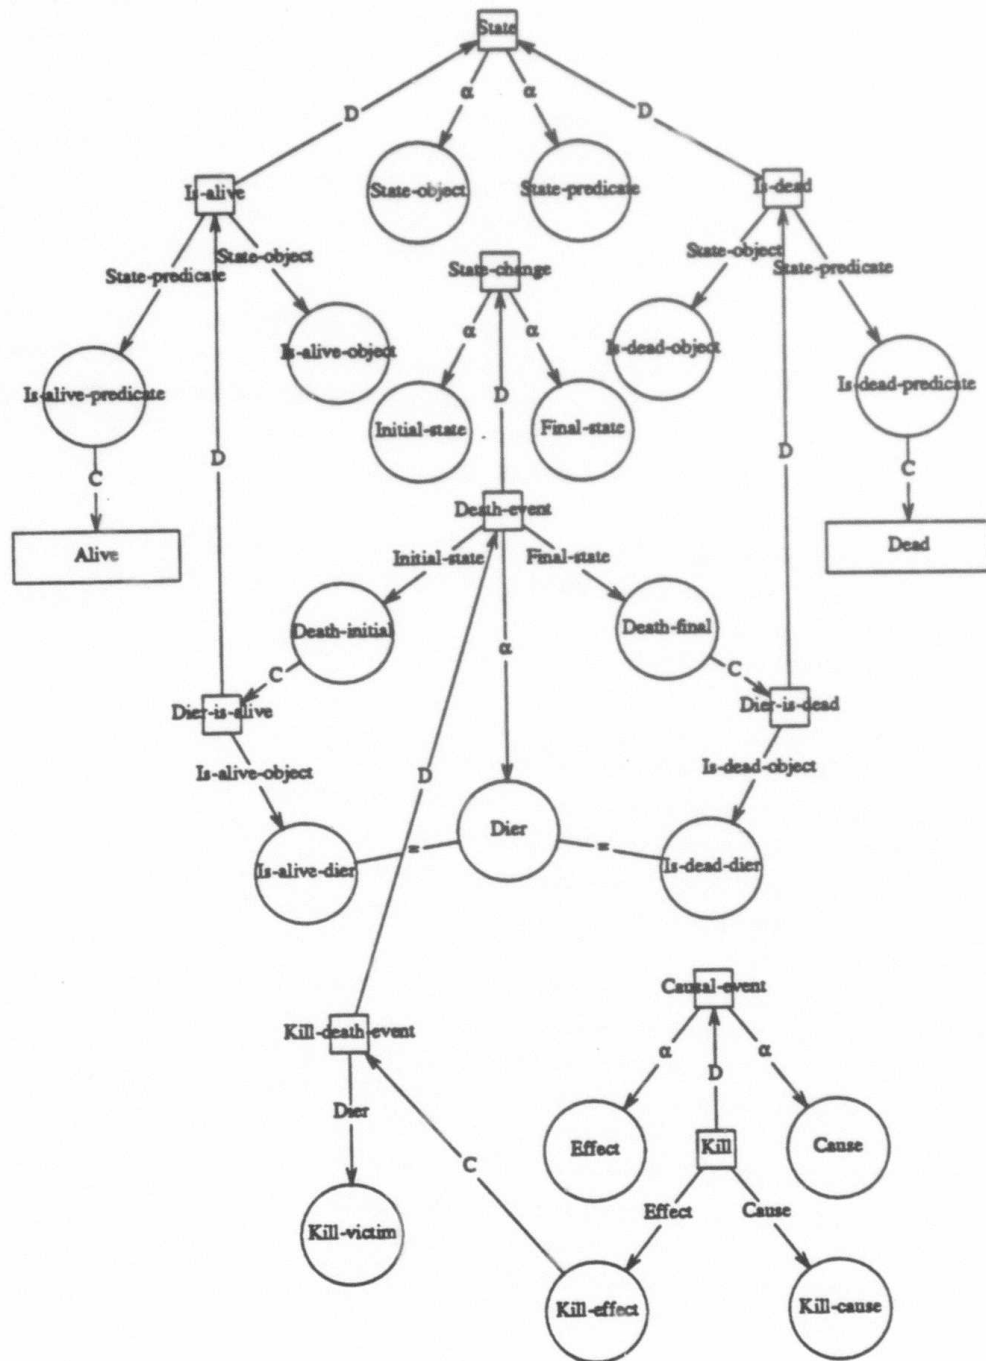 State
α α
D D
Is-alive State-object State-predicate Is-dead
State-object State-object
State-predicate State-change State-predicate
α α
Is-alive-object Is-dead-object
Is-alive-predicate D Is-dead-predicate
Initial-state Final-state
D D
C C
Death-event
Alive Dead
Initial-state Final-state
Death-initial Death-final
α
C C
Dier-is-alive Dier-is-dead
Is-alive-object D Is-dead-object
Dier
= =
Is-alive-dier Is-dead-dier
Causal-event
Kill-death-event
α D α
Dier
Effect Kill Cause
C
Effect Cause
Kill-victim
Kill-effect Kill-cause